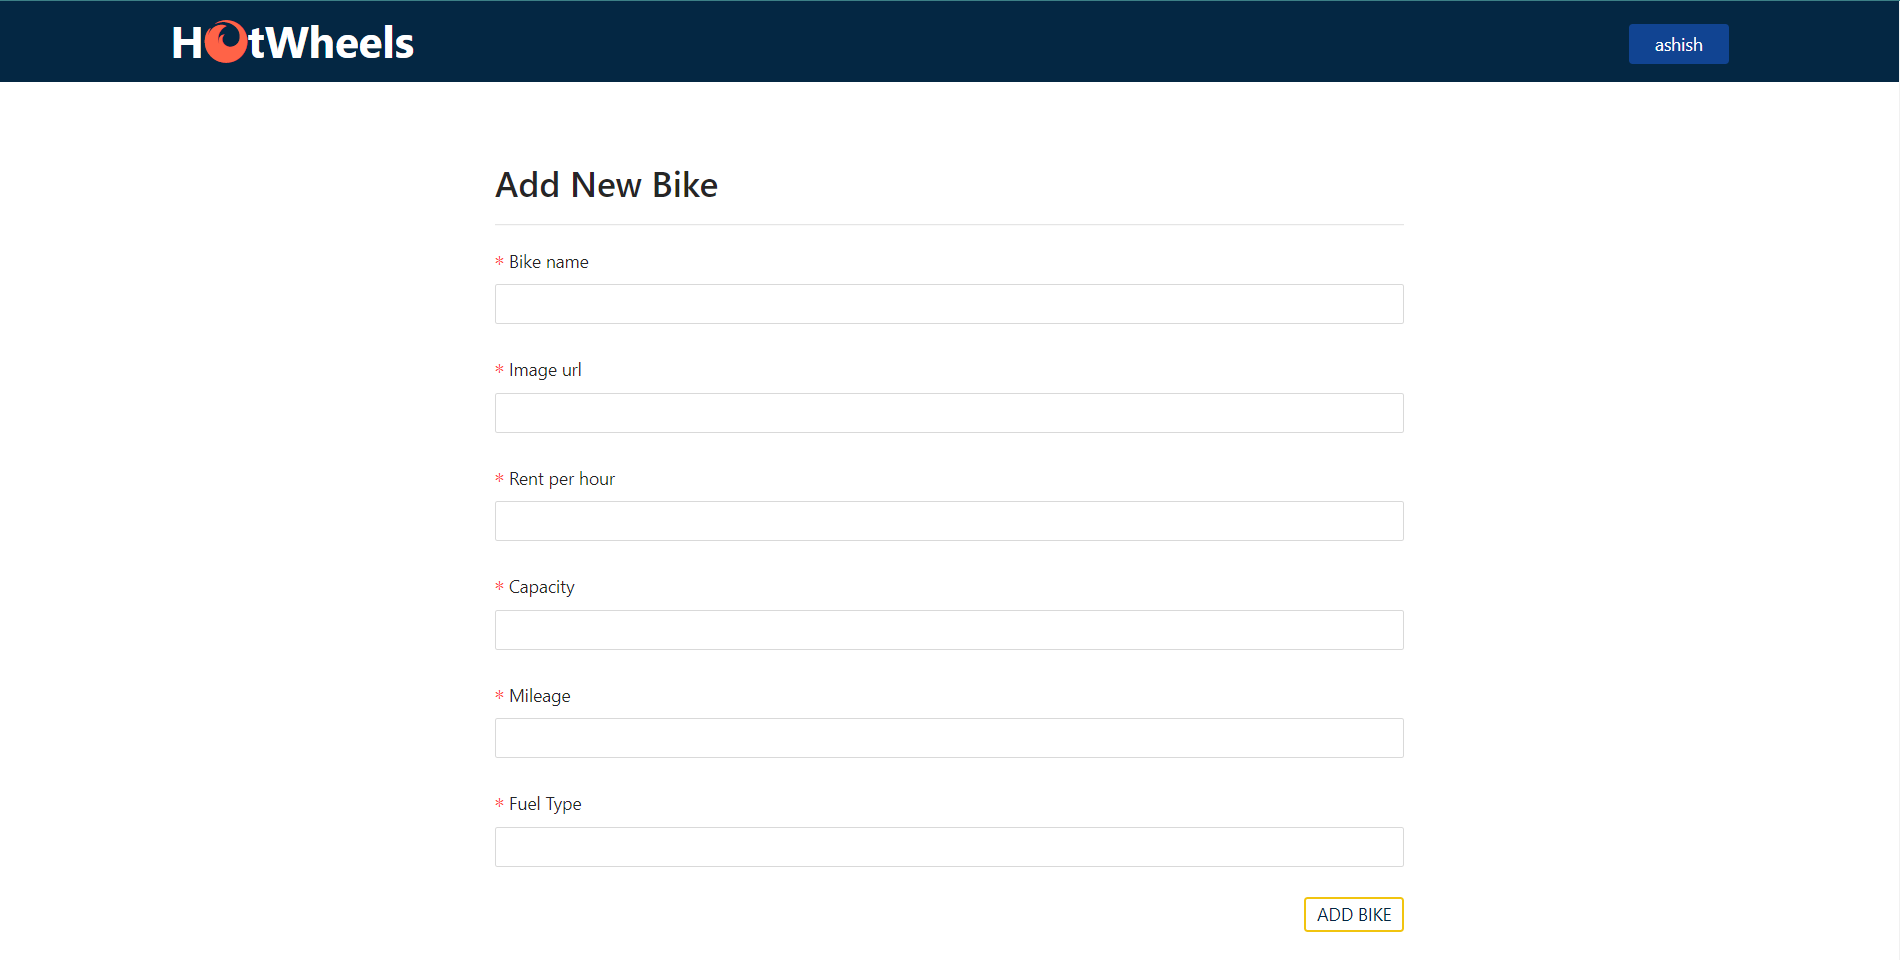 HotWheels
ashish
Add New Bike
* Bike name
* Image url
* Rent per hour
* Capacity
* Mileage
* Fuel Type
ADD BIKE